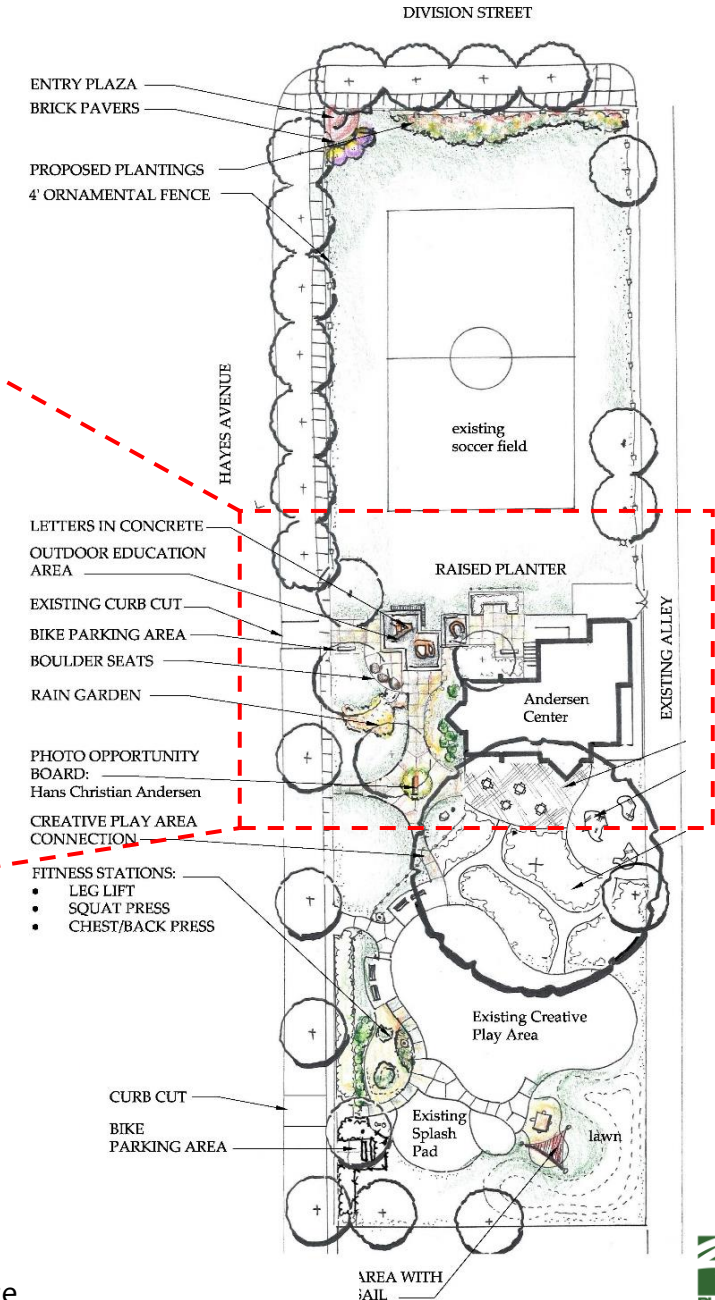 DIVISION STREET
ENTRY PLAZA
BRICK PAVERS
PROPOSED PLANTINGS
4' ORNAMENTAL FENCE
HAYES AVENUE
existing
soccer field
LETTERS IN CONCRETE
OUTDOOR EDUCATION
AREA
RAISED PLANTER
EXISTING CURB CUT
BIKE PARKING AREA
BOULDER SEATS
RAIN GARDEN
A
B
C
Andersen
Center
EXISTING ALLEY
PHOTO OPPORTUNITY
BOARD:
Hans Christian Andersen
CREATIVE PLAY AREA
CONNECTION
FITNESS STATIONS:
• LEG LIFT
• SQUAT PRESS
• CHEST/BACK PRESS
Existing Creative
Play Area
CURB CUT
BIKE
PARKING AREA
Existing
Splash
Pad
lawn
AREA WITH